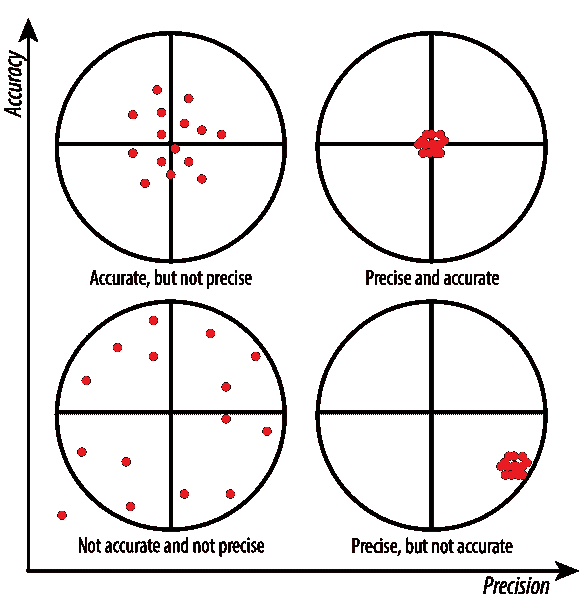 Accuracy
Accurate, but not precise
Precise and accurate
Not accurate and not precise
Precise, but not accurate
Precision